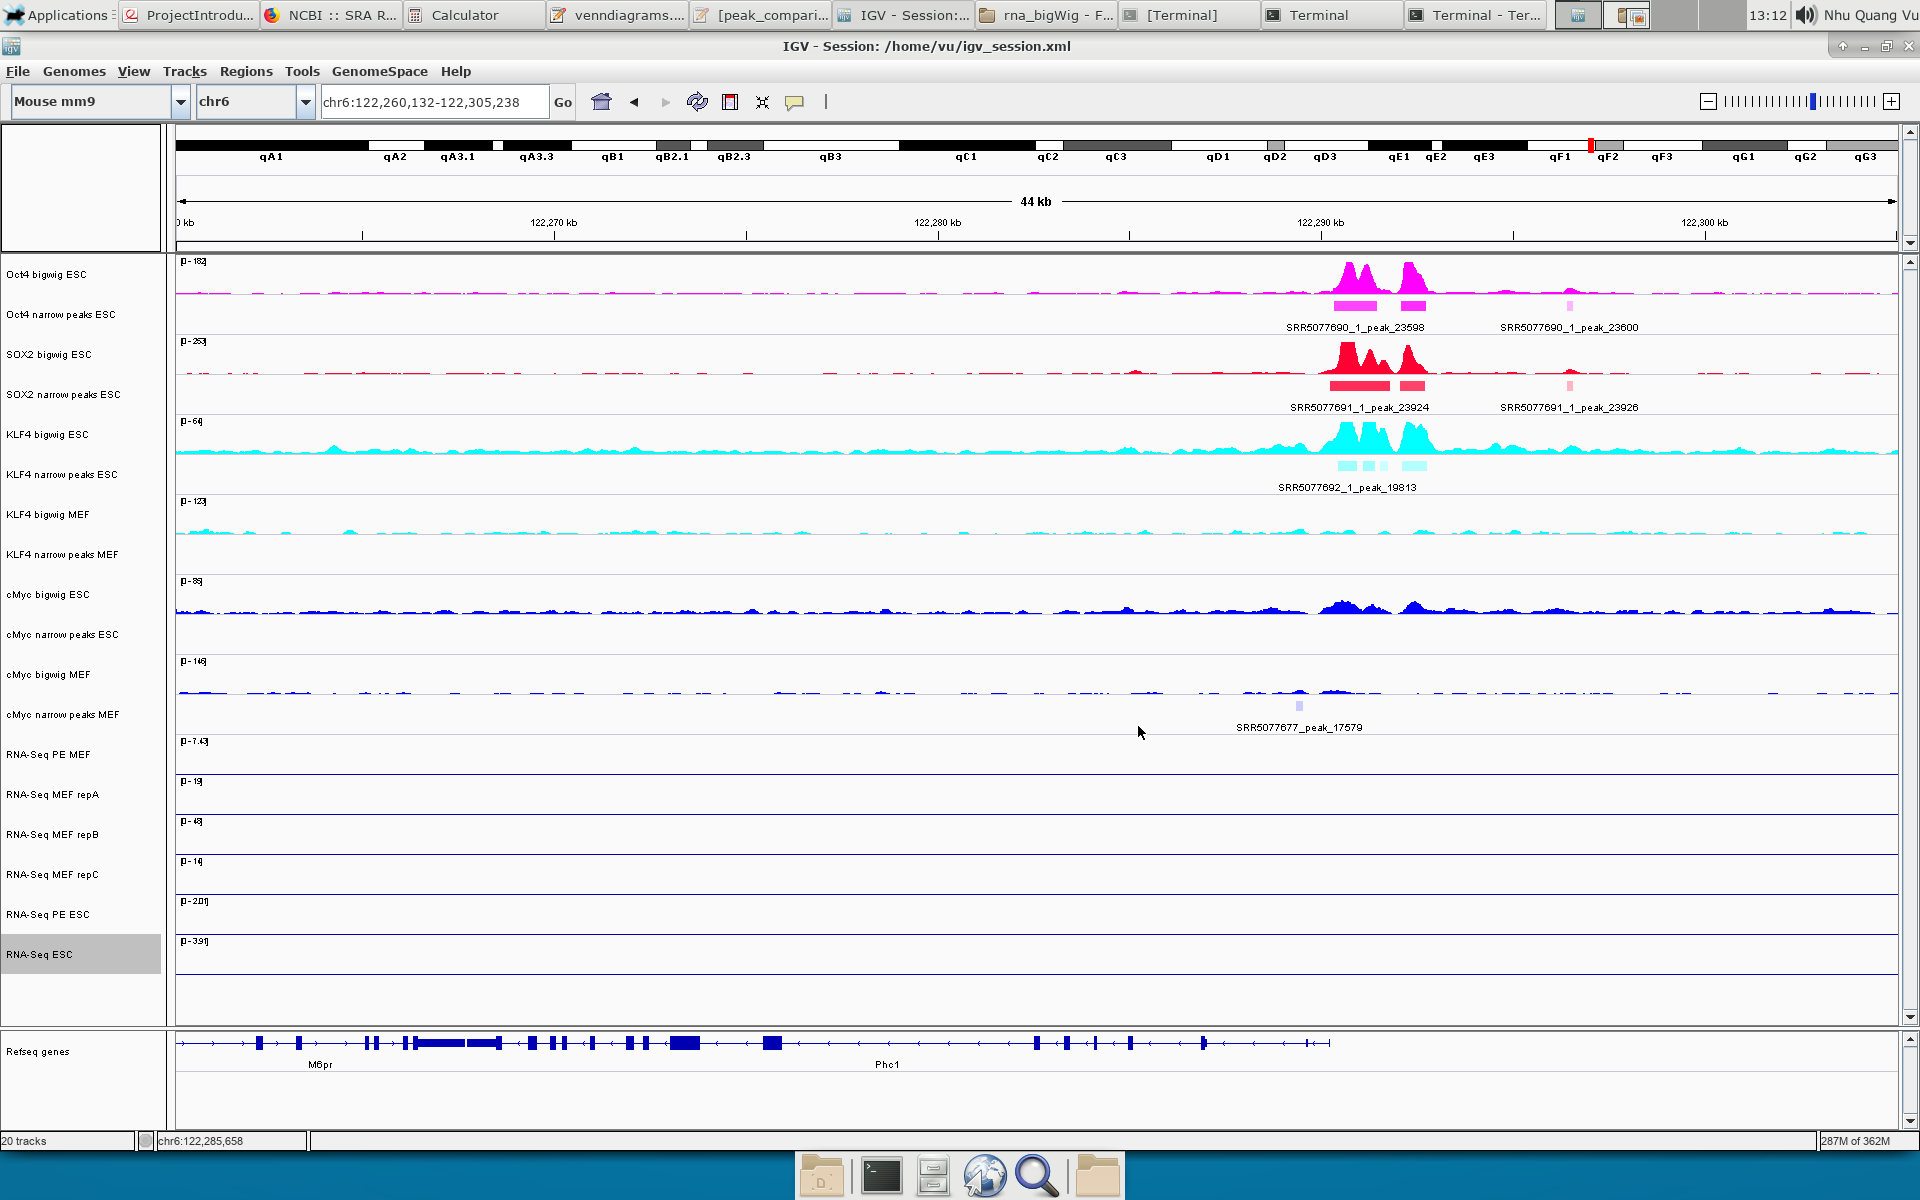 Applications ProjectIntrodu... NCBI :: SRA R... Calculator venndiagrams.... [peak_compari... IGV - Session:... rna_bigWig - F... [Terminal] Terminal Terminal - Ter... 13:12 Nhu Quang Vu
IGV - Session: /home/vu/igv_session.xml
File Genomes View Tracks Regions Tools GenomeSpace Help
Mouse mm9 chr6 chr6:122,260,132-122,305,238 Go
qA1 qA2 qA3.1 qA3.3 qB1 qB2.1 qB2.3 qB3 qC1 qC2 qC3 qD1 qD2 qD3 qE1 qE2 qE3 qF1 qF2 qF3 qG1 qG2 qG3
44 kb
0 kb 122,270 kb 122,280 kb 122,290 kb 122,300 kb
[0 - 182]
Oct4 bigwig ESC
Oct4 narrow peaks ESC
SRR5077690_1_peak_23598 SRR5077690_1_peak_23600
[0 - 253]
SOX2 bigwig ESC
SOX2 narrow peaks ESC
SRR5077691_1_peak_23924 SRR5077691_1_peak_23926
[0 - 64]
KLF4 bigwig ESC
KLF4 narrow peaks ESC
SRR5077692_1_peak_19813
[0 - 123]
KLF4 bigwig MEF
KLF4 narrow peaks MEF
[0 - 85]
cMyc bigwig ESC
cMyc narrow peaks ESC
[0 - 146]
cMyc bigwig MEF
cMyc narrow peaks MEF
SRR5077677_peak_17579
[0 - 7.43]
RNA-Seq PE MEF
[0 - 19]
RNA-Seq MEF repA
[0 - 48]
RNA-Seq MEF repB
[0 - 14]
RNA-Seq MEF repC
[0 - 2.01]
RNA-Seq PE ESC
[0 - 3.91]
RNA-Seq ESC
Refseq genes
M6pr Phc1
20 tracks chr6:122,285,658 287M of 362M